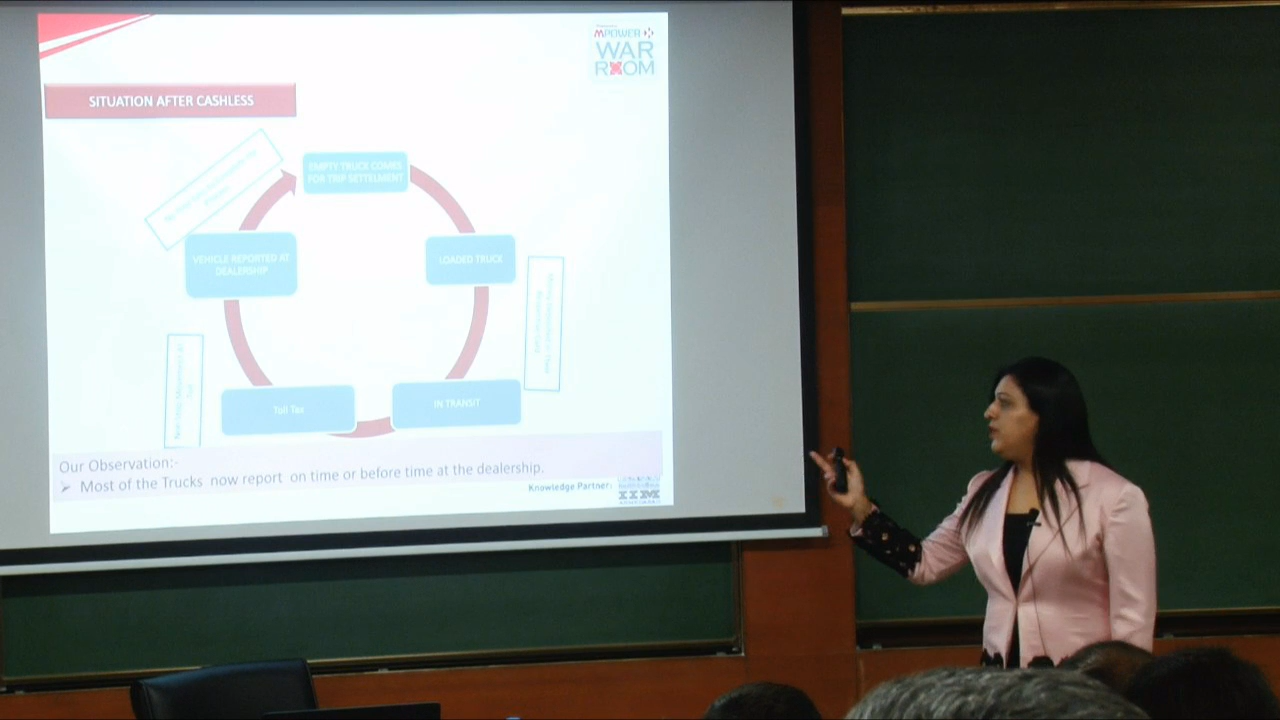 MPOWER
WAR
ROOM
SITUATION AFTER CASHLESS
EMPTY TRUCK COMES
FOR TRIP SETTELMENT
VEHICLE REPORTED AT
DEALERSHIP
LOADED TRUCK
Toll Tax
IN TRANSIT
Our Observation:-
Most of the Trucks now report on time or before time at the dealership.
Knowledge Partner:
IIM